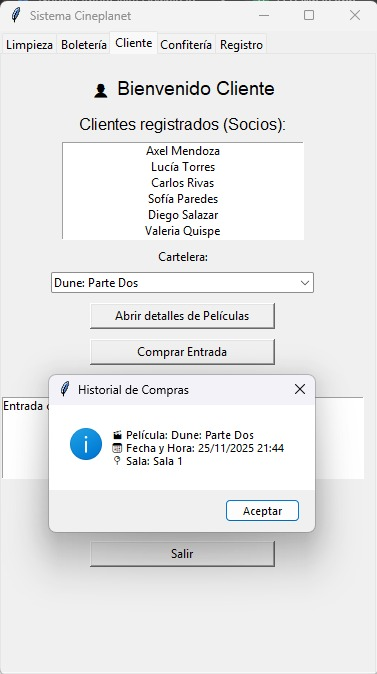 Sistema Cineplanet
Limpieza Boletería Cliente Confitería Registro
Bienvenido Cliente
Clientes registrados (Socios):
Axel Mendoza
Lucía Torres
Carlos Rivas
Sofía Paredes
Diego Salazar
Valeria Quispe
Cartelera:
Dune: Parte Dos
Abrir detalles de Películas
Comprar Entrada
Historial de Compras
Entrada
Película: Dune: Parte Dos
Fecha y Hora: 25/11/2025 21:44
Sala: Sala 1
Aceptar
Salir